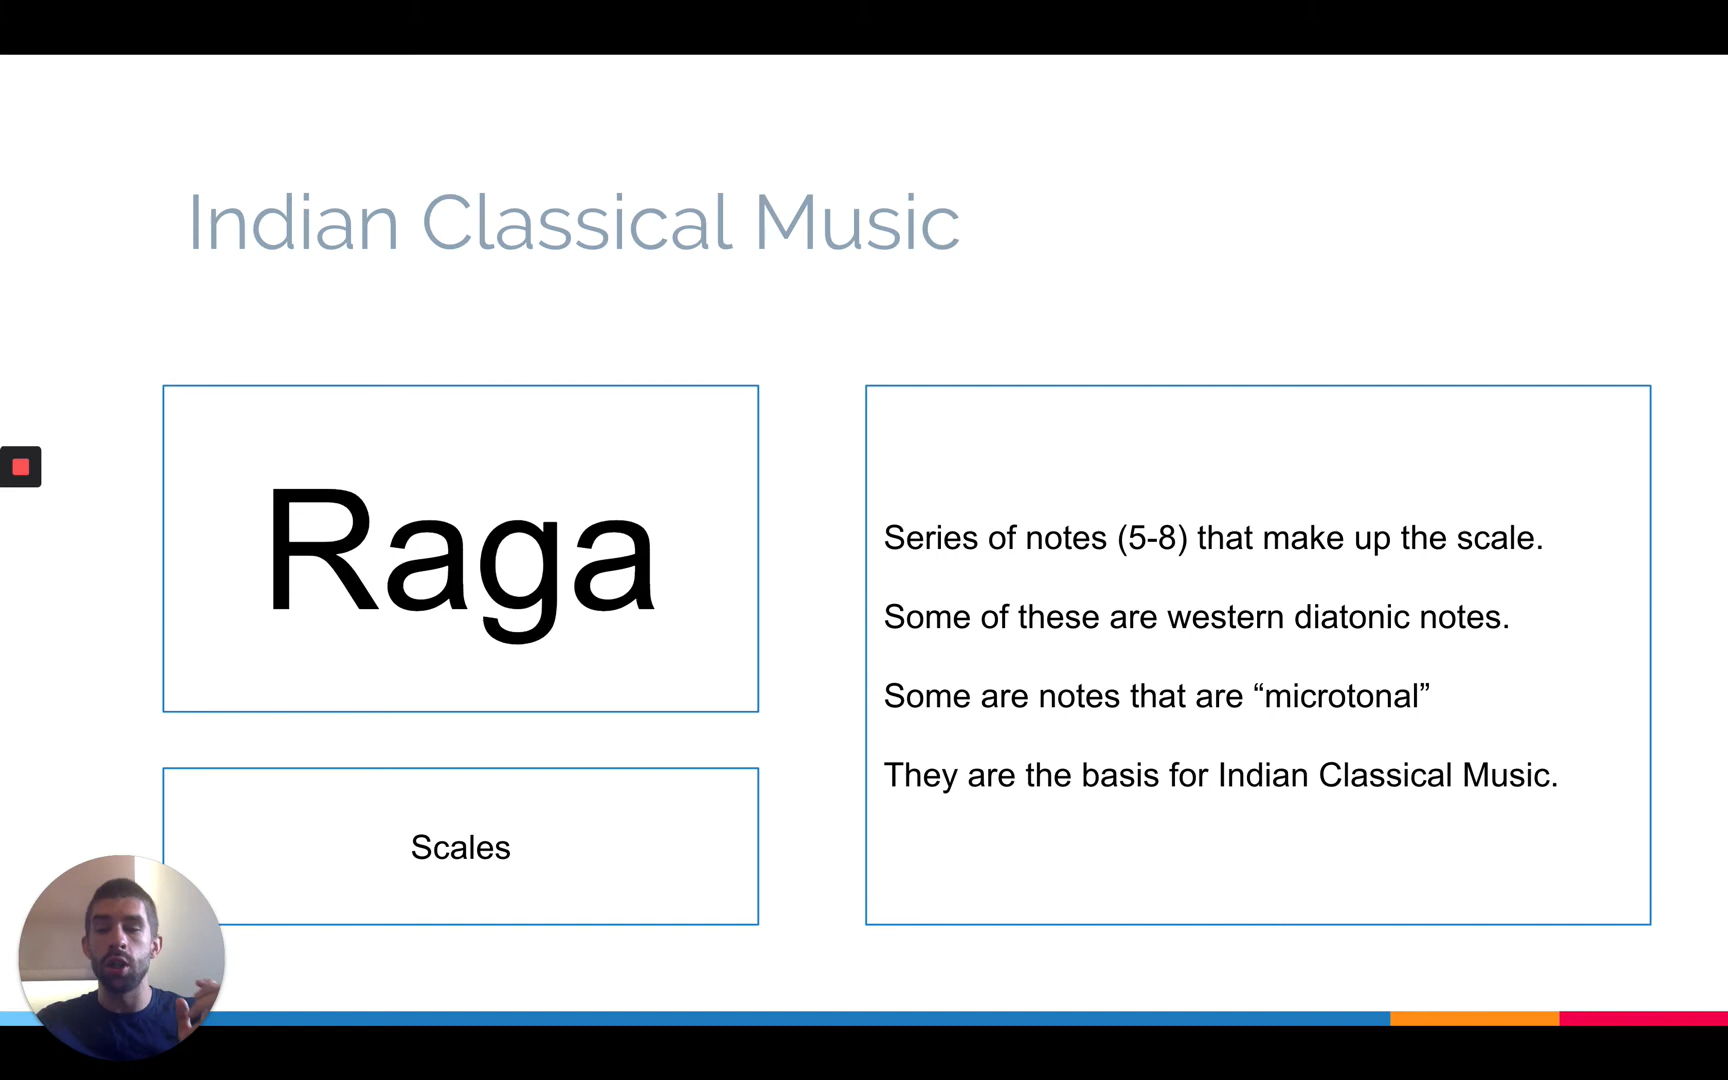 Indian Classical Music
Raga
Scales
Series of notes (5-8) that make up the scale.
Some of these are western diatonic notes.
Some are notes that are “microtonal”
They are the basis for Indian Classical Music.